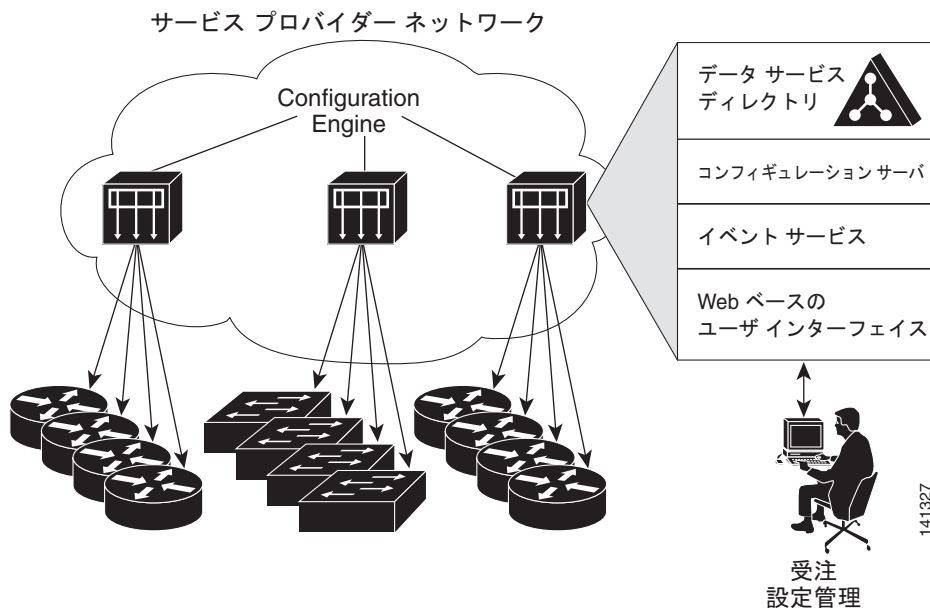 サービス プロバイダー ネットワーク
Configuration
Engine
データ サービス
ディレクトリ
コンフィギュレーション サーバ
イベント サービス
Web ベースの
ユーザ インターフェイス
受注
設定管理
141327